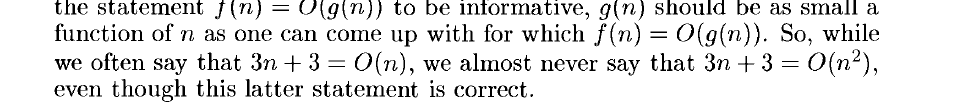 the statement f(n) = O(g(n)) to be informative, g(n) should be as small a
function of n as one can come up with for which f(n) = O(g(n)). So, while
we often say that 3n + 3 = O(n), we almost never say that 3n + 3 = O(n²),
even though this latter statement is correct.